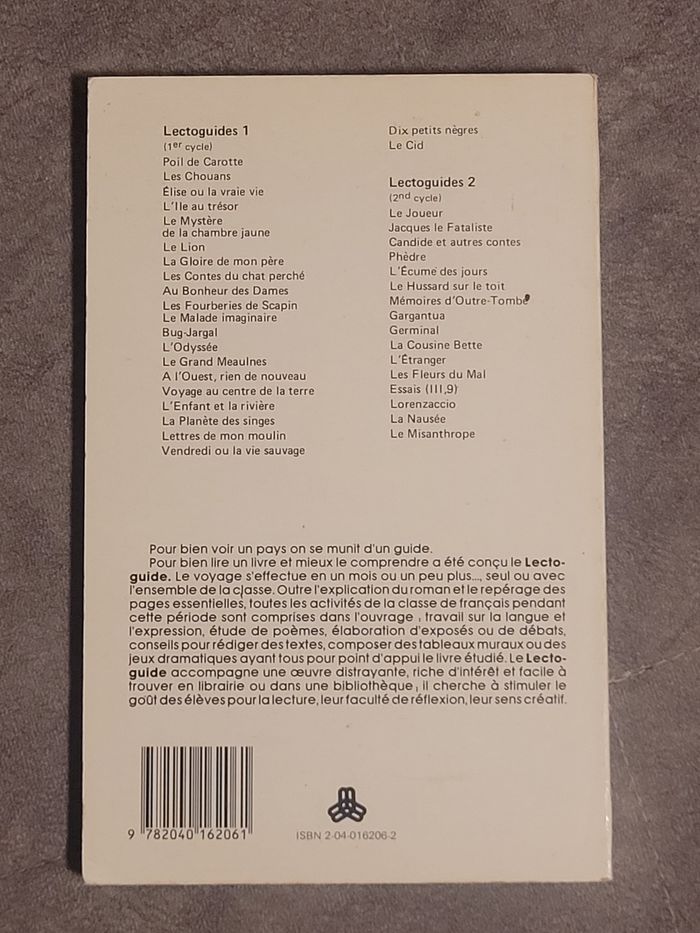 Lectoguides 1
(1er cycle)
Poil de Carotte
Les Chouans
Élise ou la vraie vie
L'Ile au trésor
Le Mystère
de la chambre jaune
Le Lion
La Gloire de mon père
Les Contes du chat perché
Au Bonheur des Dames
Les Fourberies de Scapin
Le Malade imaginaire
Bug-Jargal
L'Odyssée
Le Grand Meaulnes
A l'Ouest, rien de nouveau
Voyage au centre de la terre
L'Enfant et la rivière
La Planète des singes
Lettres de mon moulin
Vendredi ou la vie sauvage
Dix petits nègres
Le Cid
Lectoguides 2
(2nd cycle)
Le Joueur
Jacques le Fataliste
Candide et autres contes
Phèdre
L'Écume des jours
Le Hussard sur le toit
Mémoires d'Outre-Tombe
Gargantua
Germinal
La Cousine Bette
L'Étranger
Les Fleurs du Mal
Essais (III,9)
Lorenzaccio
La Nausée
Le Misanthrope
Pour bien voir un pays on se munit d'un guide.
Pour bien lire un livre et mieux le comprendre a été conçu le Lecto-
guide. Le voyage s'effectue en un mois ou un peu plus..., seul ou avec
l'ensemble de la classe. Outre l'explication du roman et le repérage des
pages essentielles, toutes les activités de la classe de français pendant
cette période sont comprises dans l'ouvrage ; travail sur la langue et
l'expression, étude de poèmes, élaboration d'exposés ou de débats,
conseils pour rédiger des textes, composer des tableaux muraux ou des
jeux dramatiques ayant tous pour point d'appui le livre étudié. Le Lecto-
guide accompagne une œuvre distrayante, riche d'intérêt et facile à
trouver en librairie ou dans une bibliothèque ; il cherche à stimuler le
goût des élèves pour la lecture, leur faculté de réflexion, leur sens créatif.
9 782040 162061
ISBN 2-04-016206-2